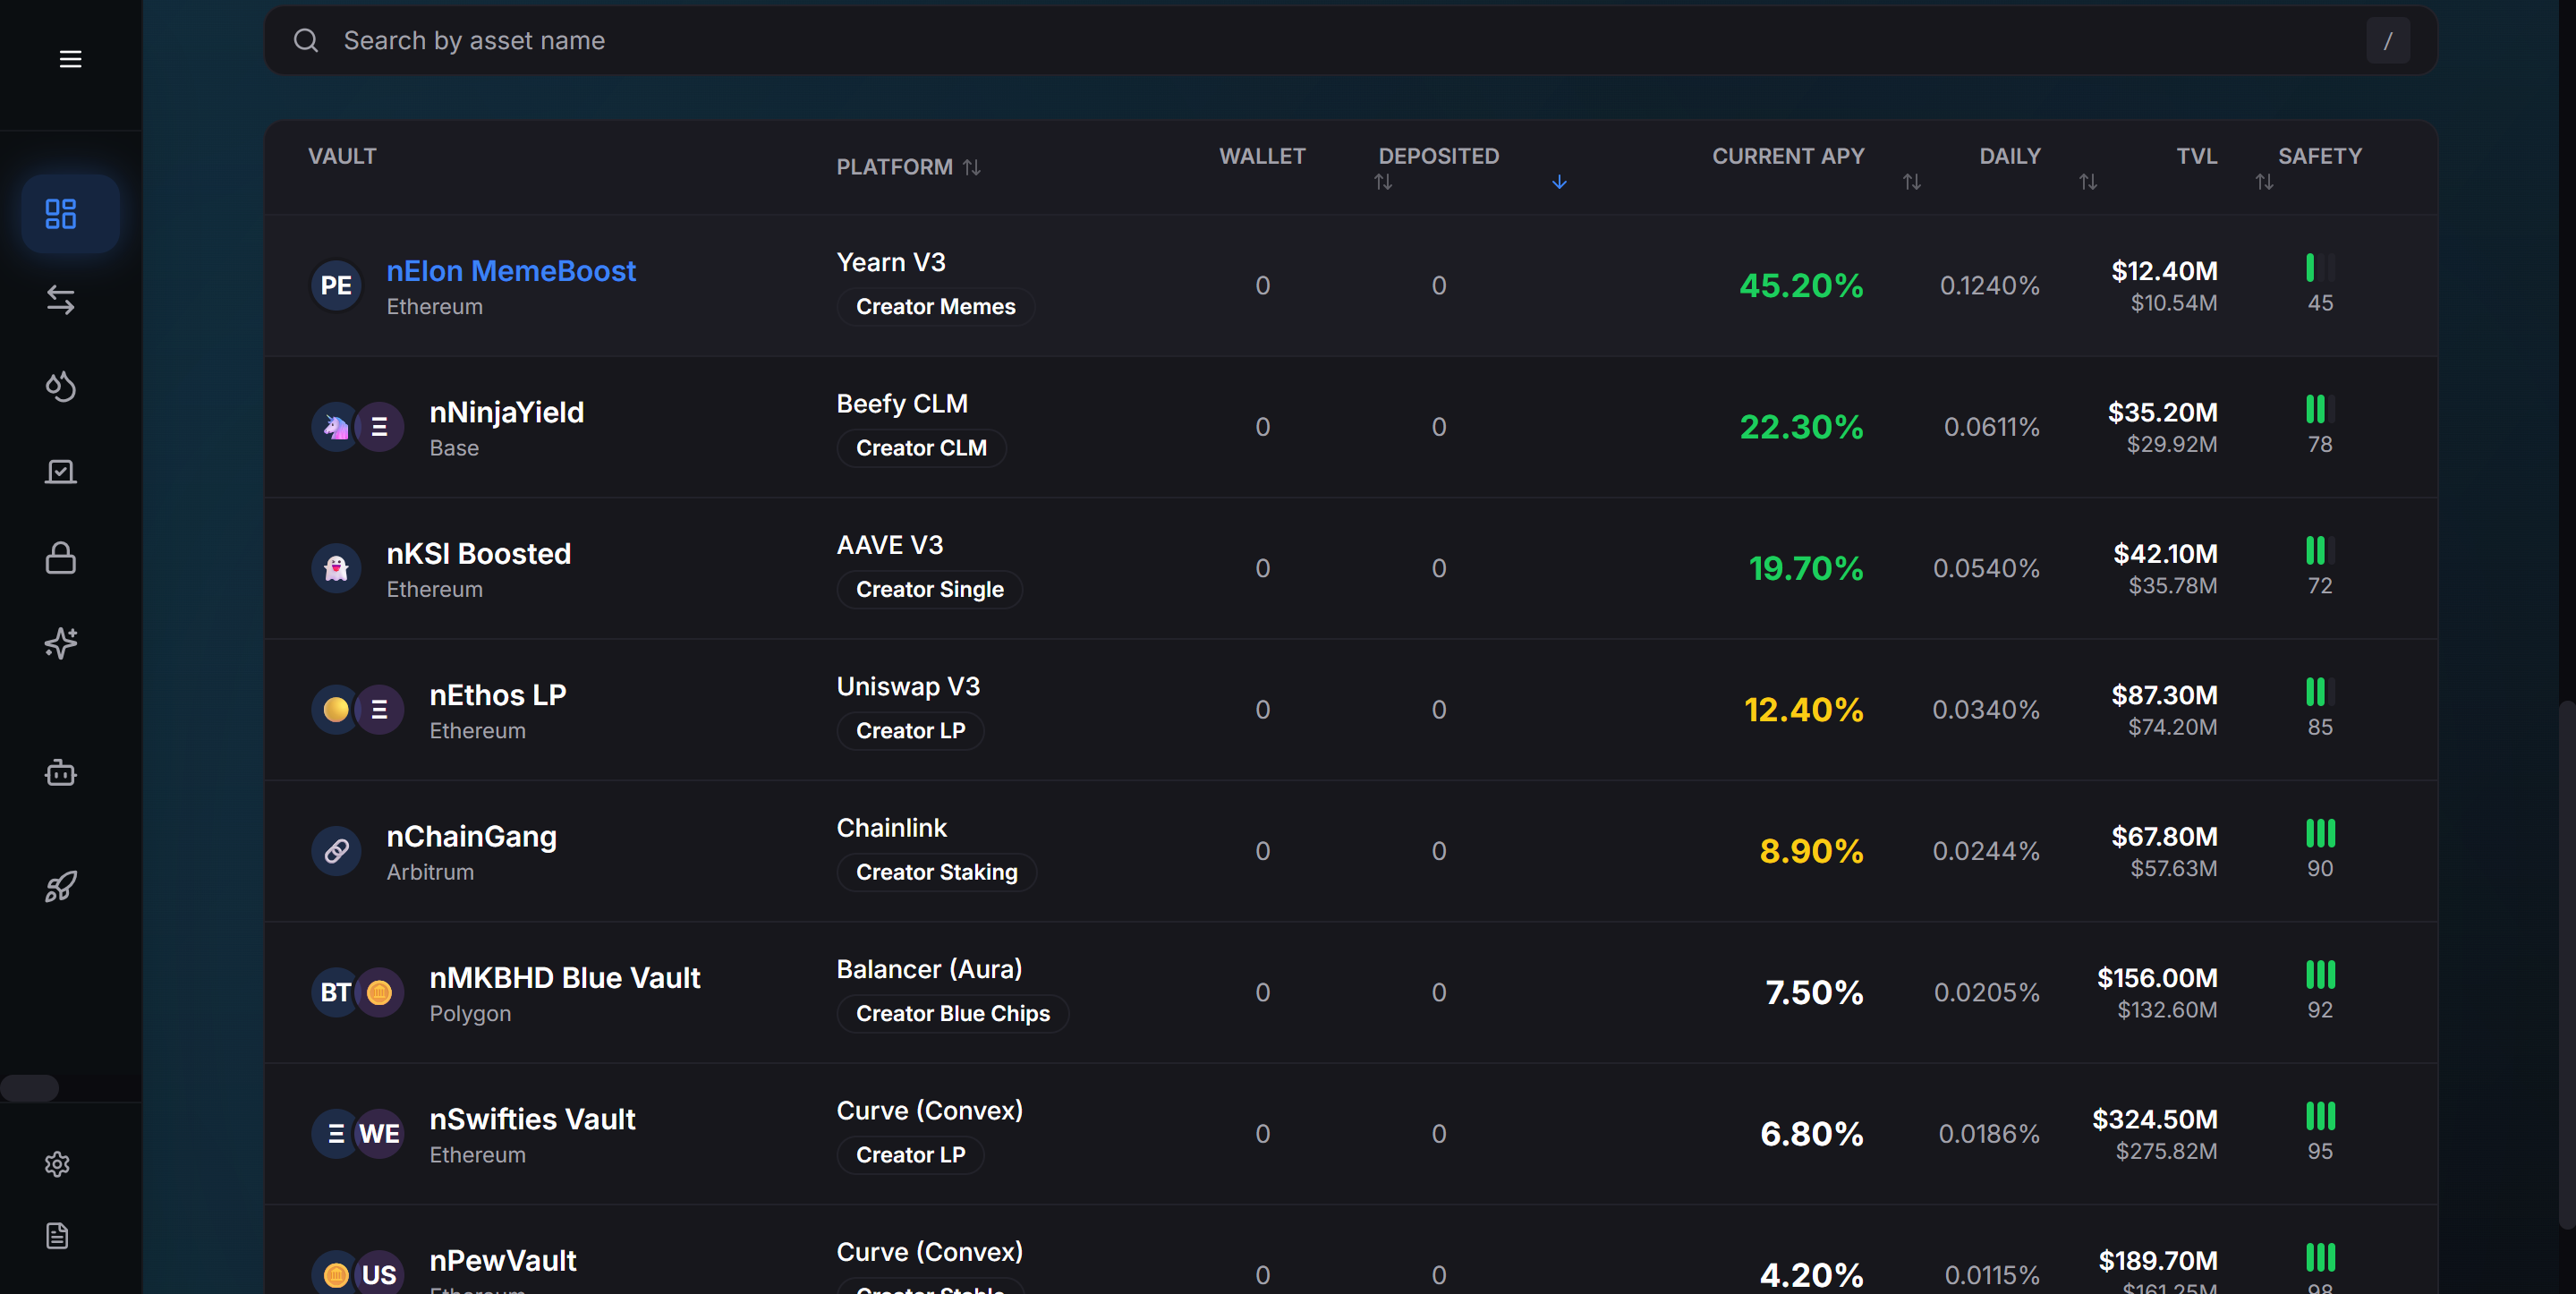 Search by asset name /
VAULT PLATFORM WALLET DEPOSITED CURRENT APY DAILY TVL SAFETY
PE nElon MemeBoost Yearn V3 0 0 45.20% 0.1240% $12.40M
Ethereum Creator Memes $10.54M 45
nNinjaYield Beefy CLM 0 0 22.30% 0.0611% $35.20M
Base Creator CLM $29.92M 78
nKSI Boosted AAVE V3 0 0 19.70% 0.0540% $42.10M
Ethereum Creator Single $35.78M 72
nEthos LP Uniswap V3 0 0 12.40% 0.0340% $87.30M
Ethereum Creator LP $74.20M 85
nChainGang Chainlink 0 0 8.90% 0.0244% $67.80M
Arbitrum Creator Staking $57.63M 90
BT nMKBHD Blue Vault Balancer (Aura) 0 0 7.50% 0.0205% $156.00M
Polygon Creator Blue Chips $132.60M 92
Ξ WE nSwifties Vault Curve (Convex) 0 0 6.80% 0.0186% $324.50M
Ethereum Creator LP $275.82M 95
US nPewVault Curve (Convex) 0 0 4.20% 0.0115% $189.70M
Ethereum Creator Stable $161.25M 98